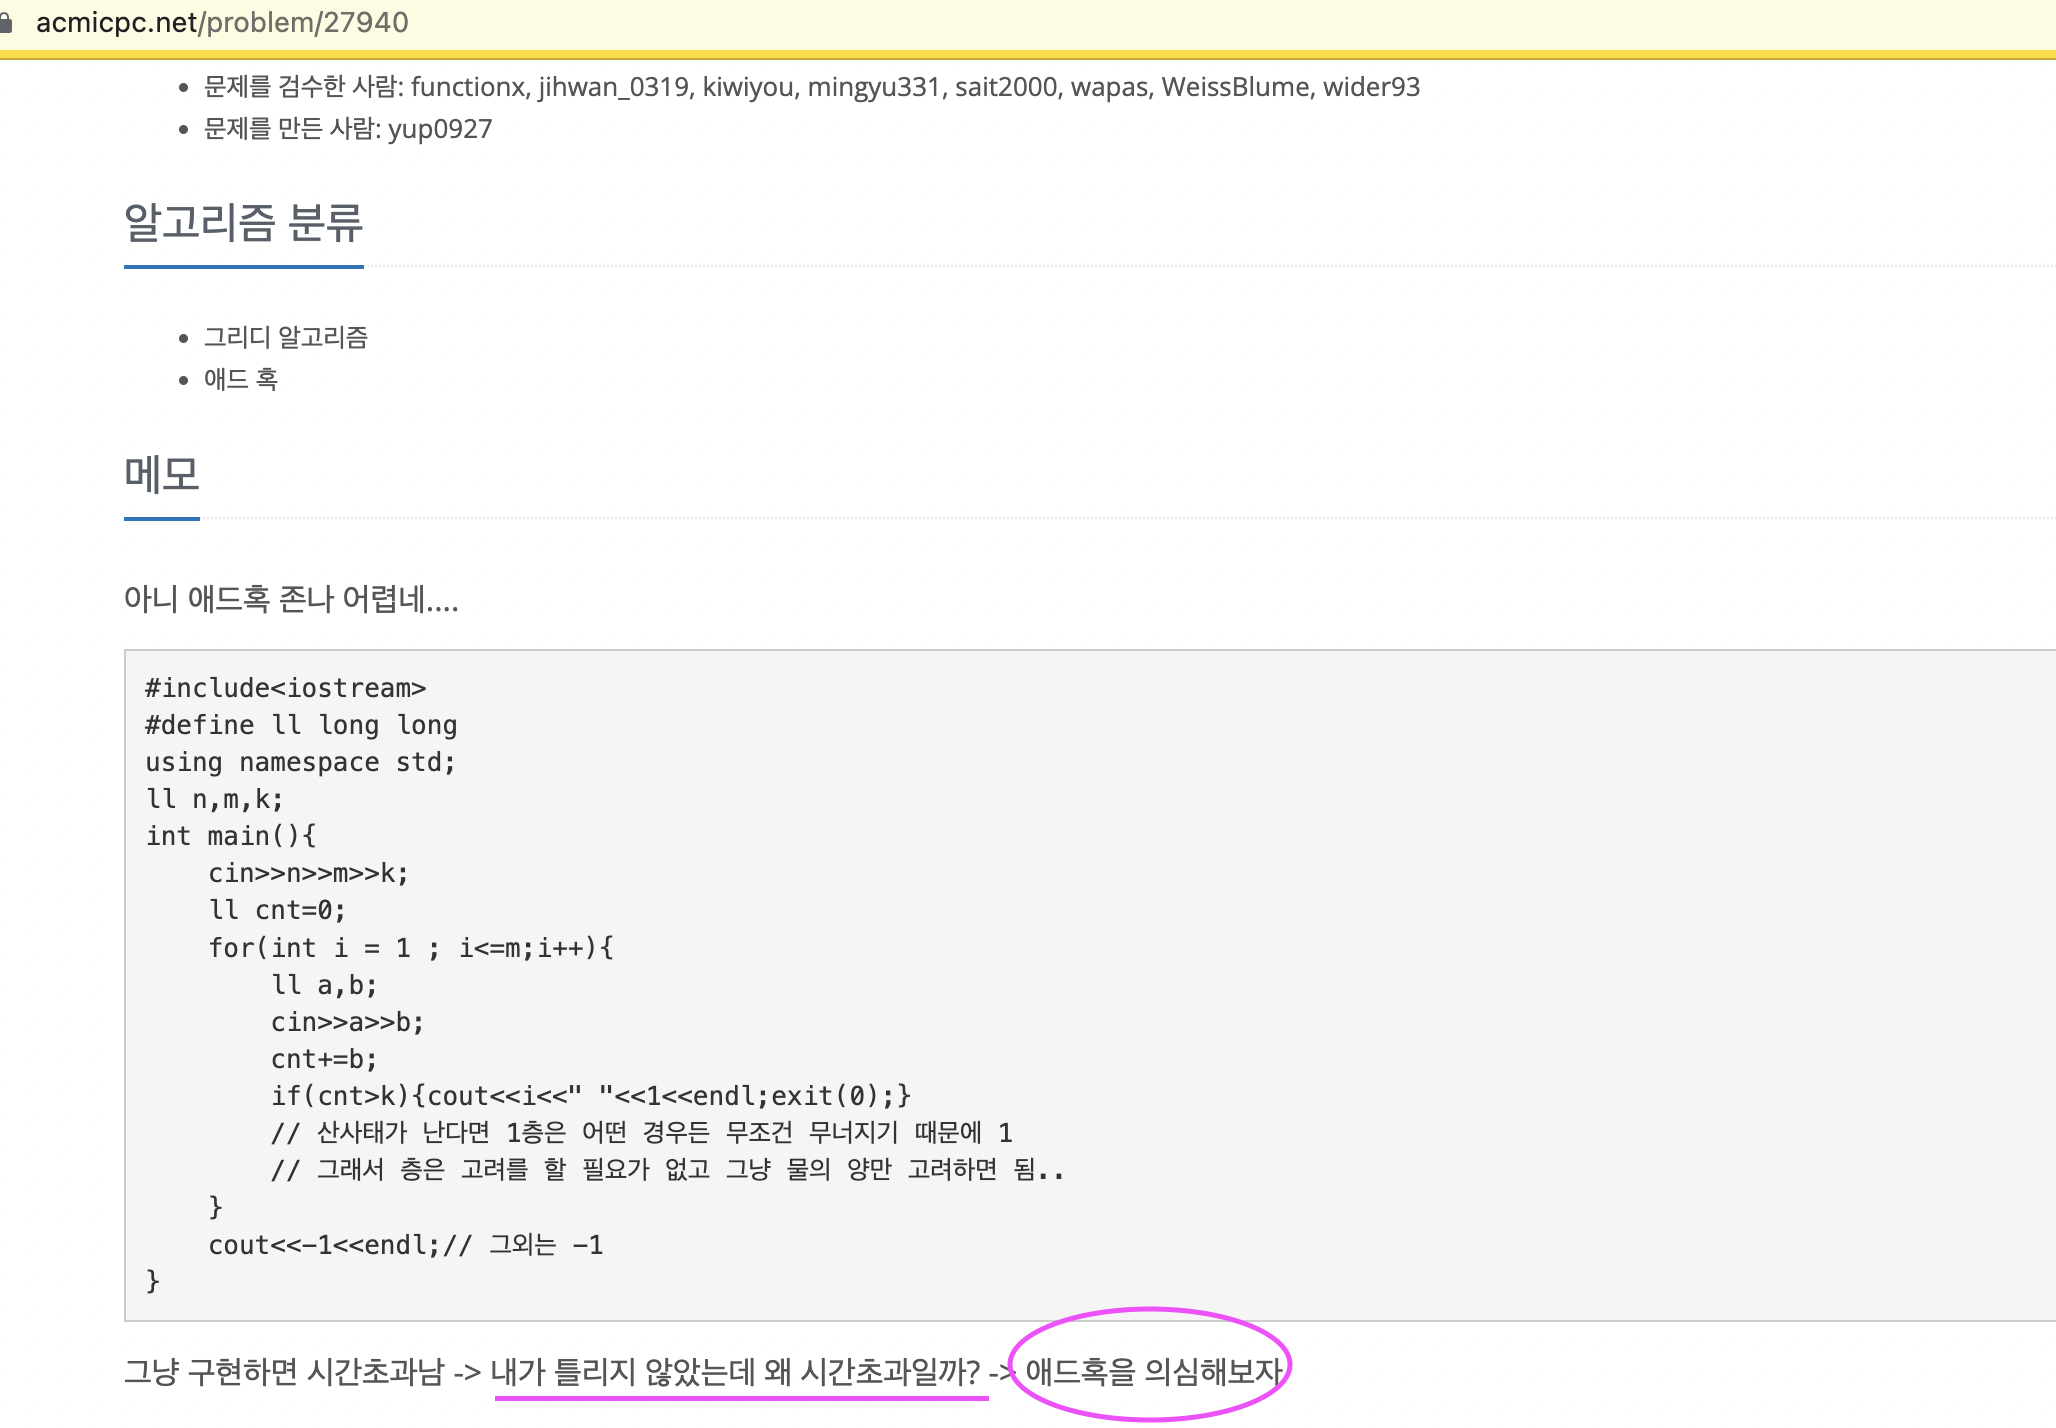 acmicpc.net/problem/27940
문제를 검수한 사람: functionx, jihwan_0319, kiwiyou, mingyu331, sait2000, wapas, WeissBlume, wider93
문제를 만든 사람: yup0927
알고리즘 분류
그리디 알고리즘
애드 혹
메모
아니 애드혹 존나 어렵네....
#include<iostream>
#define ll long long
using namespace std;
ll n,m,k;
int main(){
    cin>>n>>m>>k;
    ll cnt=0;
    for(int i = 1 ; i<=m;i++){
        ll a,b;
        cin>>a>>b;
        cnt+=b;
        if(cnt>k){cout<<i<<" "<<1<<endl;exit(0);}
        // 산사태가 난다면 1층은 어떤 경우든 무조건 무너지기 때문에 1
        // 그래서 층은 고려를 할 필요가 없고 그냥 물의 양만 고려하면 됨..
    }
    cout<<-1<<endl;// 그외는 -1
}
그냥 구현하면 시간초과남 -> 내가 틀리지 않았는데 왜 시간초과일까? -> 애드혹을 의심해보자